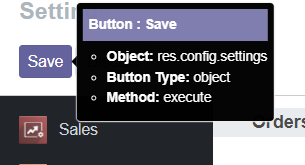 Settin
Button : Save
Save
Object: res.config.settings
Button Type: object
Method: execute
Sales
Orders